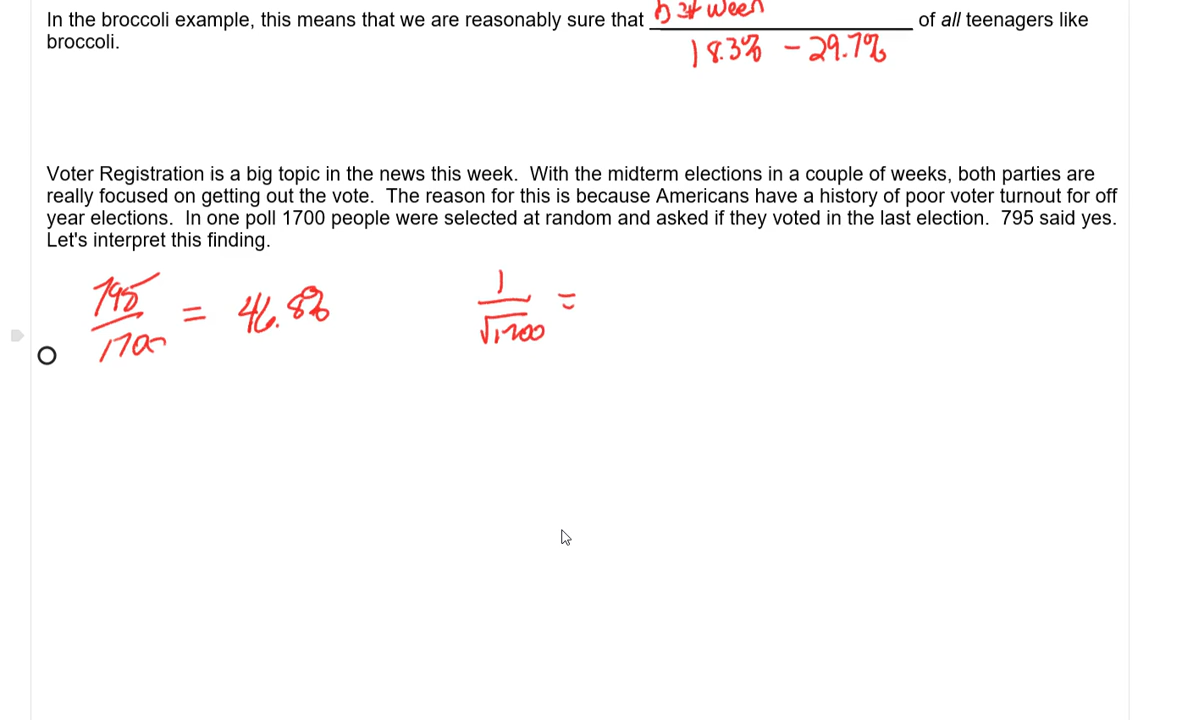 In the broccoli example, this means that we are reasonably sure that between of all teenagers like
broccoli.
18.3% - 29.7%
Voter Registration is a big topic in the news this week. With the midterm elections in a couple of weeks, both parties are
really focused on getting out the vote. The reason for this is because Americans have a history of poor voter turnout for off
year elections. In one poll 1700 people were selected at random and asked if they voted in the last election. 795 said yes.
Let's interpret this finding.
795/1700 = 46.8%
1/√1700 =